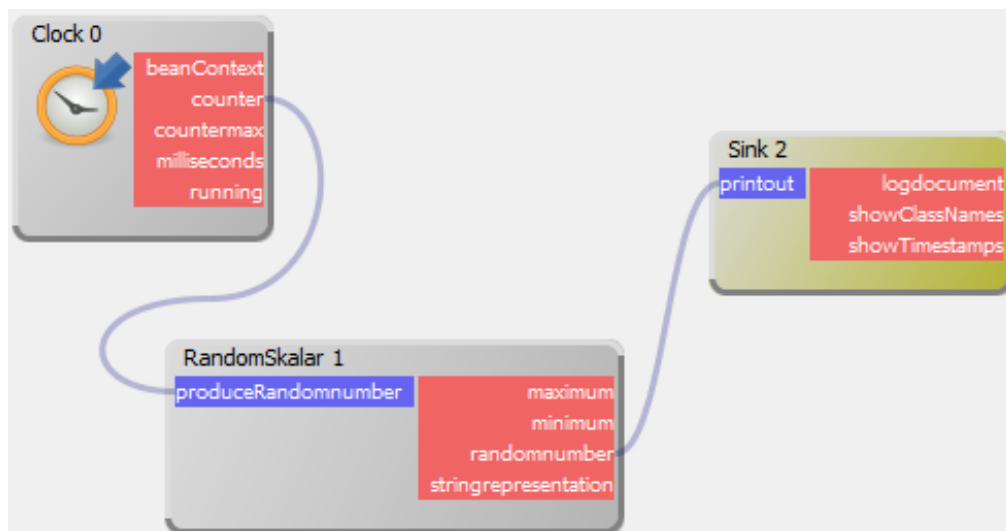 Clock 0
beanContext
counter
countermax
milliseconds
running
Sink 2
printout
logdocument
showClassNames
showTimestamps
RandomSkalar 1
produceRandomnumber
maximum
minimum
randomnumber
stringrepresentation